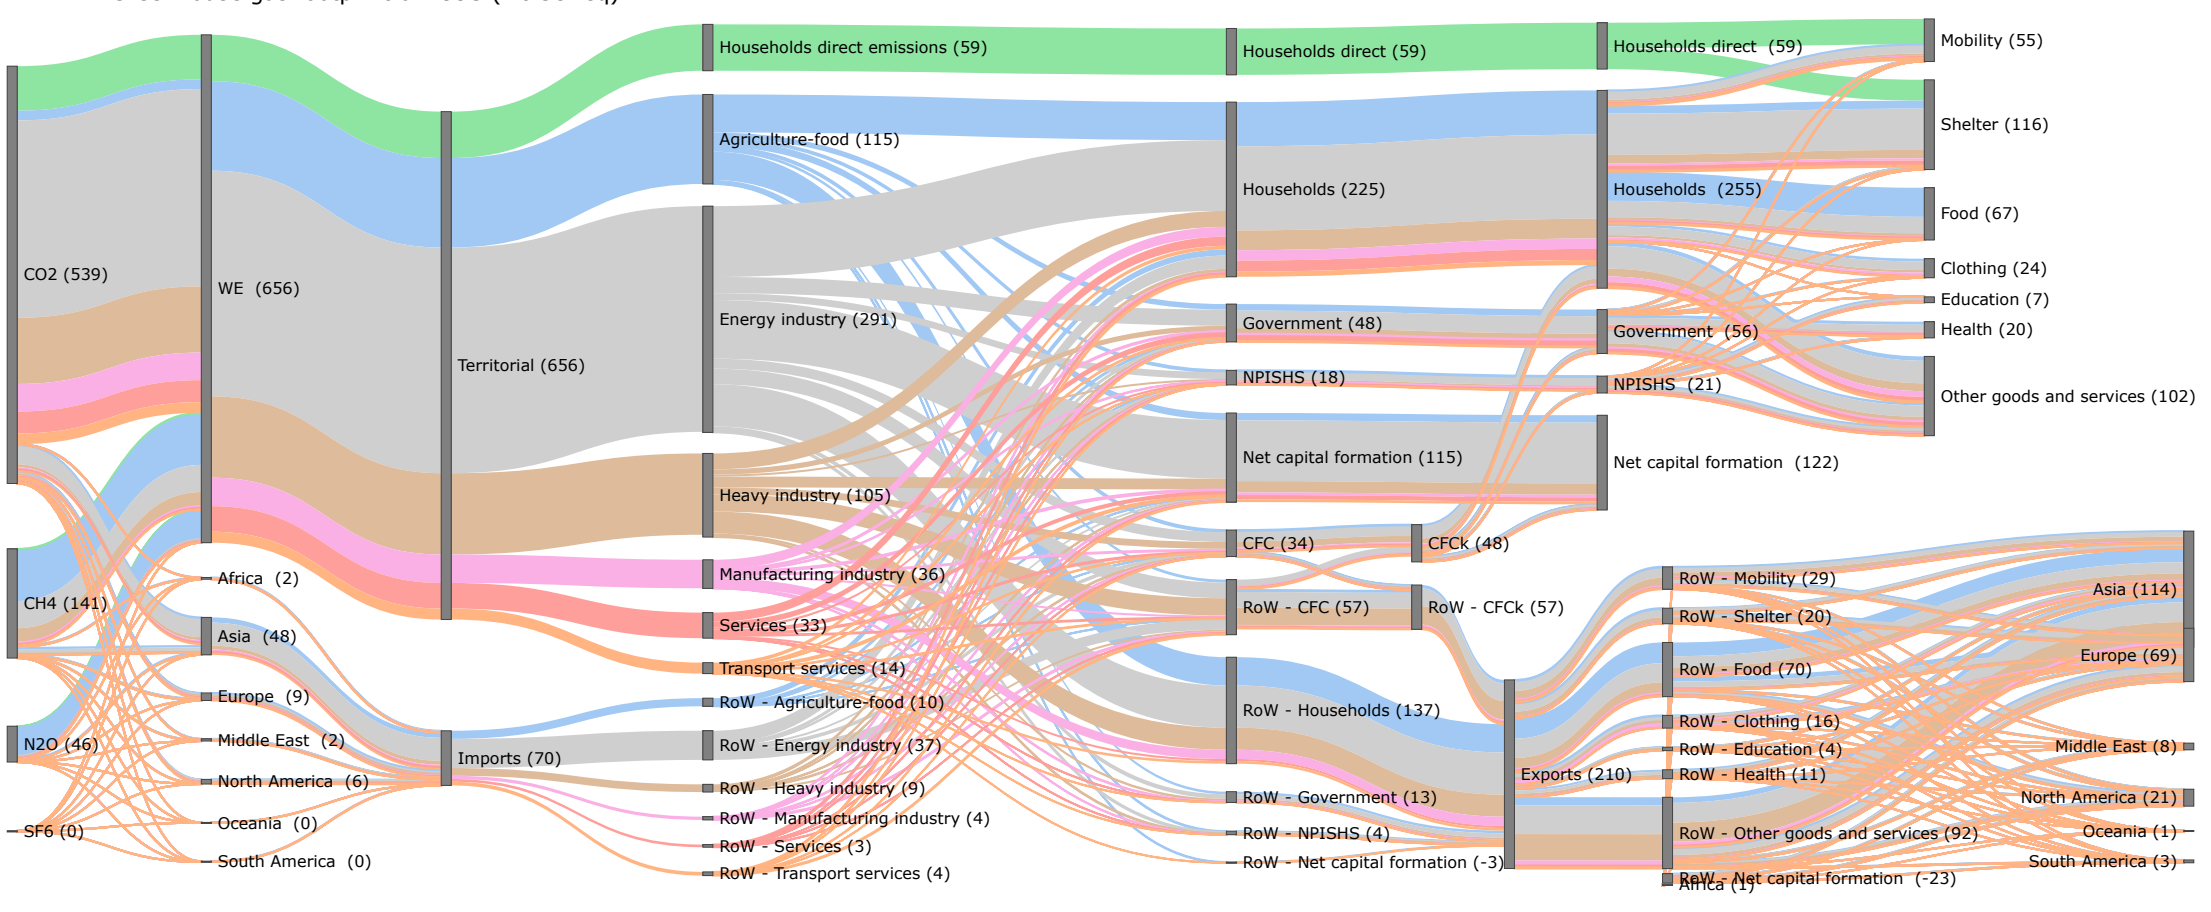 CO2 (539)
CH4 (141)
N2O (46)
SF6 (0)
WE  (656)
Africa  (2)
Asia  (48)
Europe  (9)
Middle East  (2)
North America  (6)
Oceania  (0)
South America  (0)
Territorial (656)
Imports (70)
Households direct emissions (59)
Agriculture-food (115)
Energy industry (291)
Heavy industry (105)
Manufacturing industry (36)
Services (33)
Transport services (14)
RoW - Agriculture-food (10)
RoW - Energy industry (37)
RoW - Heavy industry (9)
RoW - Manufacturing industry (4)
RoW - Services (3)
RoW - Transport services (4)
Households direct (59)
Households (225)
Government (48)
NPISHS (18)
Net capital formation (115)
CFC (34)
RoW - CFC (57)
RoW - Households (137)
RoW - Government (13)
RoW - NPISHS (4)
RoW - Net capital formation (-3)
CFCk (48)
RoW - CFCk (57)
Exports (210)
Households direct  (59)
Households  (255)
Government  (56)
NPISHS  (21)
Net capital formation  (122)
RoW - Mobility (29)
RoW - Shelter (20)
RoW - Food (70)
RoW - Clothing (16)
RoW - Education (4)
RoW - Health (11)
RoW - Other goods and services (92)
RoW - Net capital formation  (-23)
Africa (1)
Mobility (55)
Shelter (116)
Food (67)
Clothing (24)
Education (7)
Health (20)
Other goods and services (102)
Asia (114)
Europe (69)
Middle East (8)
North America (21)
Oceania (1)
South America (3)